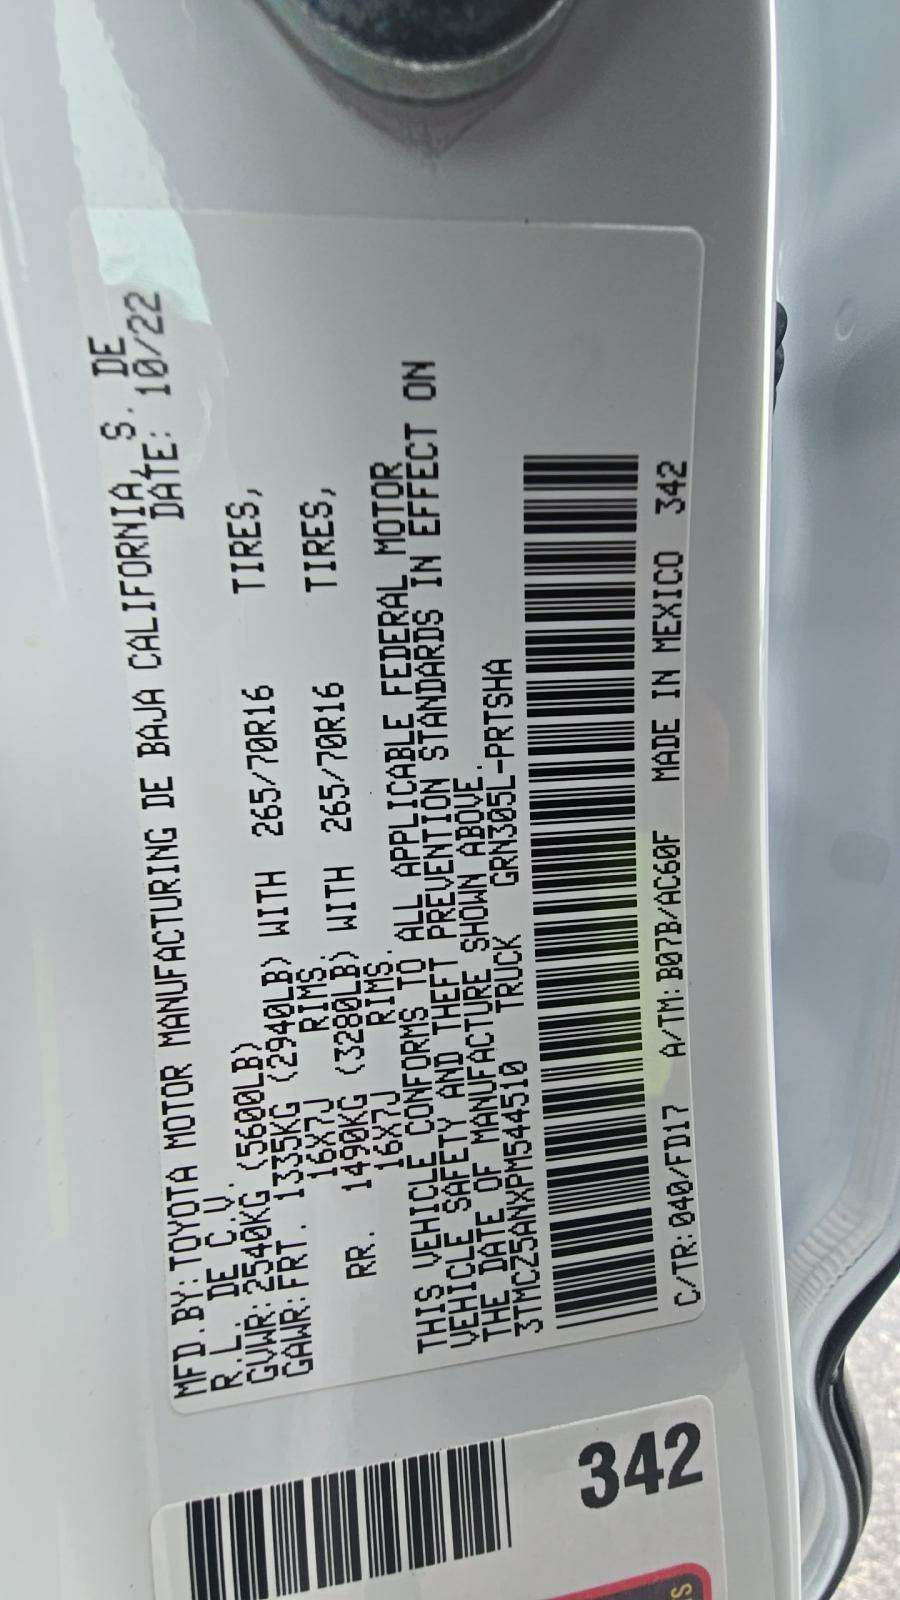 MFD.BY:TOYOTA MOTOR MANUFACTURING DE BAJA CALIFORNIA, S. DE
R.L. DE C.V. DATE: 10/22
GVWR:2540KG (5600LB)
GAWR:FRT. 1335KG (2940LB) WITH 265/70R16 TIRES,
16X7J RIMS.
RR. 1490KG (3280LB) WITH 265/70R16 TIRES,
16X7J RIMS.
THIS VEHICLE CONFORMS TO ALL APPLICABLE FEDERAL MOTOR
VEHICLE SAFETY AND THEFT PREVENTION STANDARDS IN EFFECT ON
THE DATE OF MANUFACTURE SHOWN ABOVE.
3TMCZ5ANXPM544510 TRUCK GRN305L-PRTSHA
C/TR:040/FD17 A/TM:B07B/AC60F MADE IN MEXICO 342
342